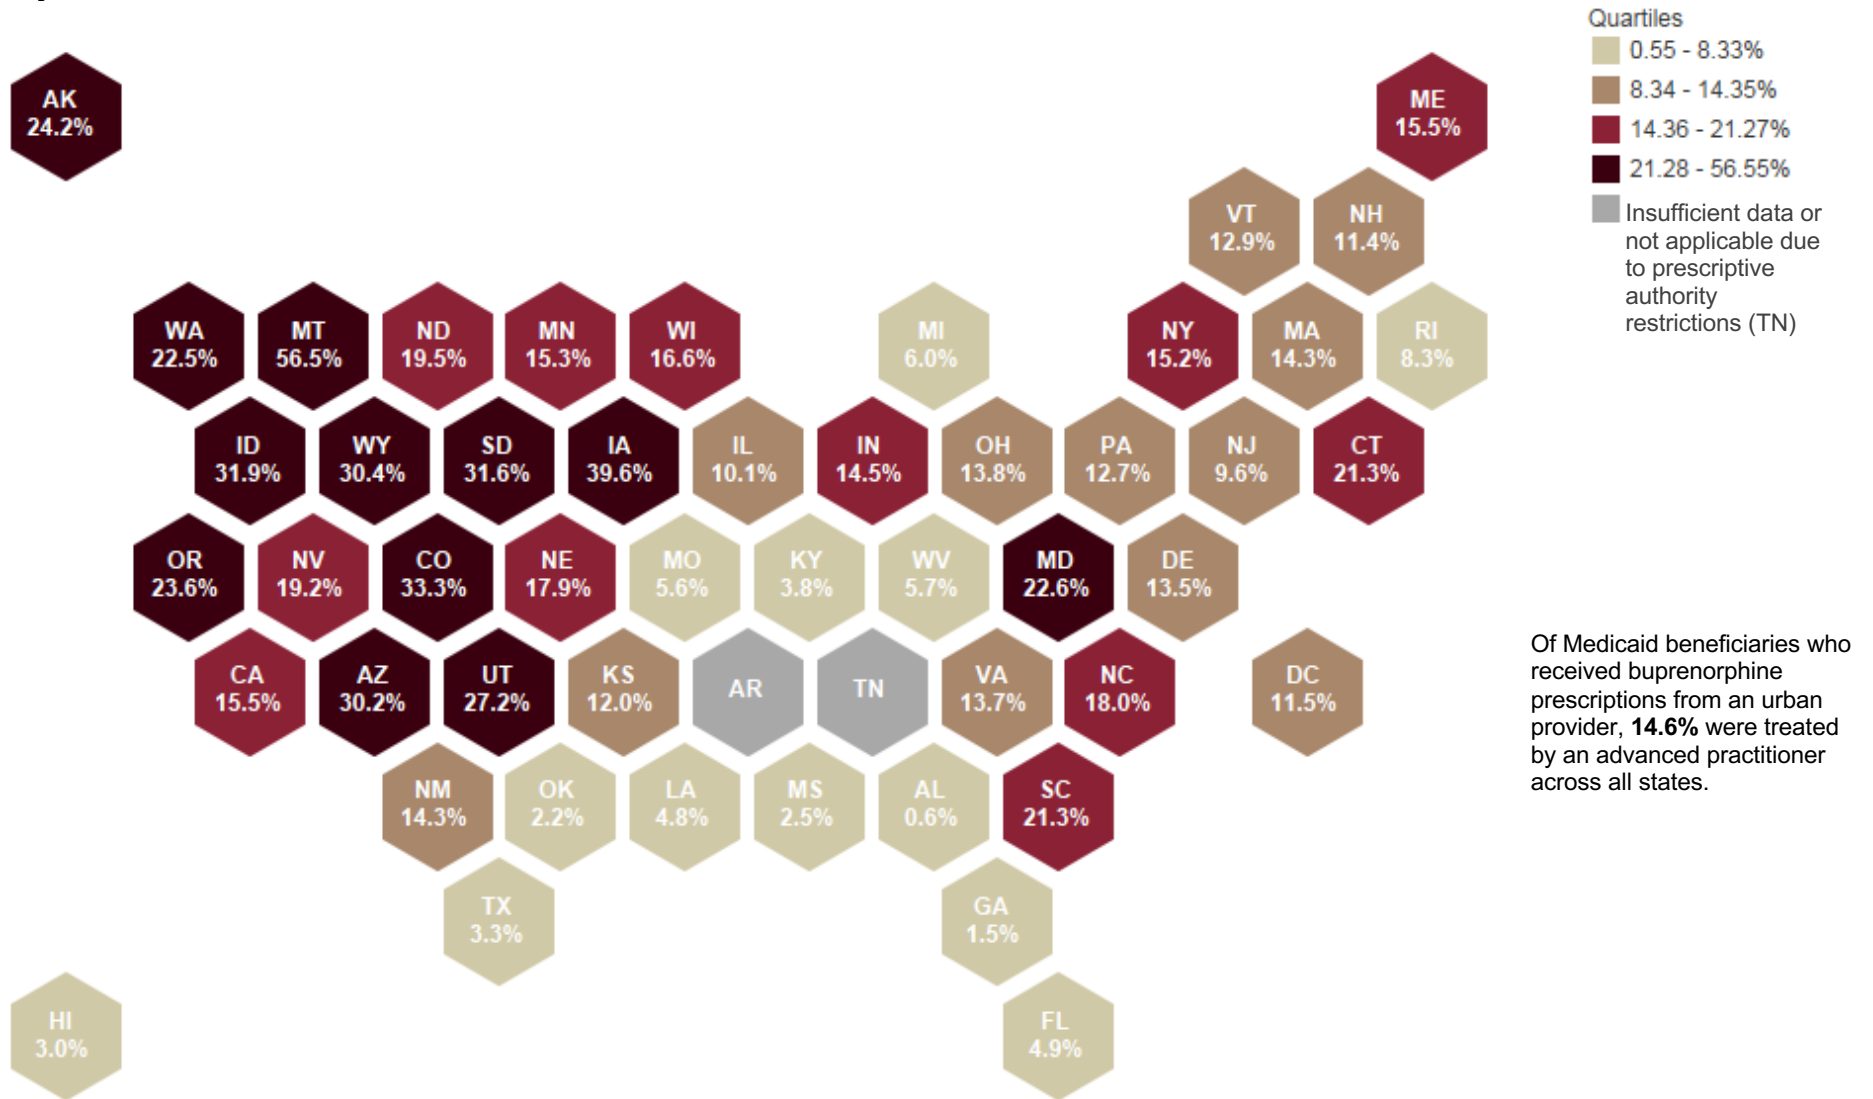 Quartiles
0.55 - 8.33%
8.34 - 14.35%
14.36 - 21.27%
21.28 - 56.55%
Insufficient data or
not applicable due
to prescriptive
authority
restrictions (TN)
AK
24.2%
ME
15.5%
VT
12.9%
NH
11.4%
WA
22.5%
MT
56.5%
ND
19.5%
MN
15.3%
WI
16.6%
MI
6.0%
NY
15.2%
MA
14.3%
RI
8.3%
ID
31.9%
WY
30.4%
SD
31.6%
IA
39.6%
IL
10.1%
IN
14.5%
OH
13.8%
PA
12.7%
NJ
9.6%
CT
21.3%
OR
23.6%
NV
19.2%
CO
33.3%
NE
17.9%
MO
5.6%
KY
3.8%
WV
5.7%
MD
22.6%
DE
13.5%
CA
15.5%
AZ
30.2%
UT
27.2%
KS
12.0%
AR
TN
VA
13.7%
NC
18.0%
DC
11.5%
Of Medicaid beneficiaries who
received buprenorphine
prescriptions from an urban
provider, 14.6% were treated
by an advanced practitioner
across all states.
NM
14.3%
OK
2.2%
LA
4.8%
MS
2.5%
AL
0.6%
SC
21.3%
TX
3.3%
GA
1.5%
HI
3.0%
FL
4.9%